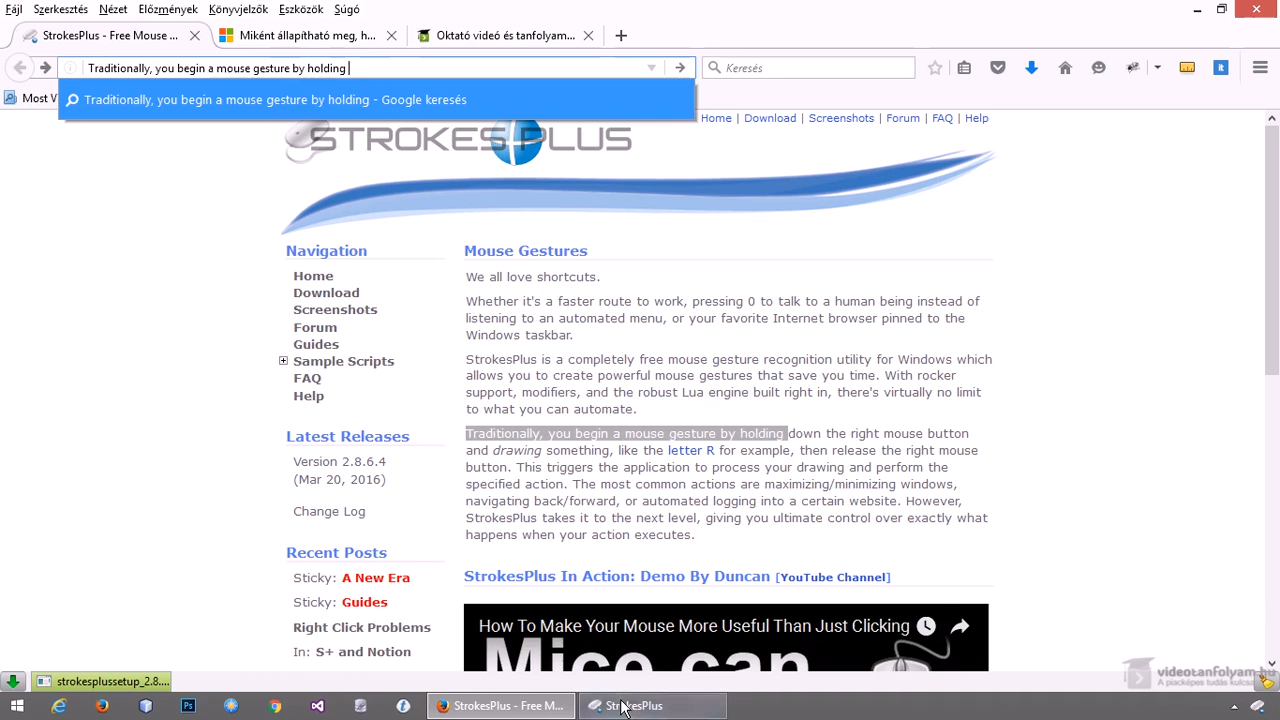 Fájl Szerkesztés Nézet Előzmények Könyvjelzők Eszközök Súgó
StrokesPlus - Free Mouse ... Miként állapítható meg, h... Oktató videó és tanfolyam...
Traditionally, you begin a mouse gesture by holding Keresés
Most V
Traditionally, you begin a mouse gesture by holding - Google keresés
Home | Download | Screenshots | Forum | FAQ | Help
STROKES PLUS
Navigation
Home
Download
Screenshots
Forum
Guides
Sample Scripts
FAQ
Help
Latest Releases
Version 2.8.6.4
(Mar 20, 2016)
Change Log
Recent Posts
Sticky: A New Era
Sticky: Guides
Right Click Problems
In: S+ and Notion
Mouse Gestures
We all love shortcuts.
Whether it's a faster route to work, pressing 0 to talk to a human being instead of
listening to an automated menu, or your favorite Internet browser pinned to the
Windows taskbar.
StrokesPlus is a completely free mouse gesture recognition utility for Windows which
allows you to create powerful mouse gestures that save you time. With rocker
support, modifiers, and the robust Lua engine built right in, there's virtually no limit
to what you can automate.
Traditionally, you begin a mouse gesture by holding down the right mouse button
and drawing something, like the letter R for example, then release the right mouse
button. This triggers the application to process your drawing and perform the
specified action. The most common actions are maximizing/minimizing windows,
navigating back/forward, or automated logging into a certain website. However,
StrokesPlus takes it to the next level, giving you ultimate control over exactly what
happens when your action executes.
StrokesPlus In Action: Demo By Duncan [YouTube Channel]
How To Make Your Mouse More Useful Than Just Clicking
Mice can
strokesplussetup_2.8....
videotanfolyam.hu
A piacképes tudás kulcsa
StrokesPlus - Free M... StrokesPlus